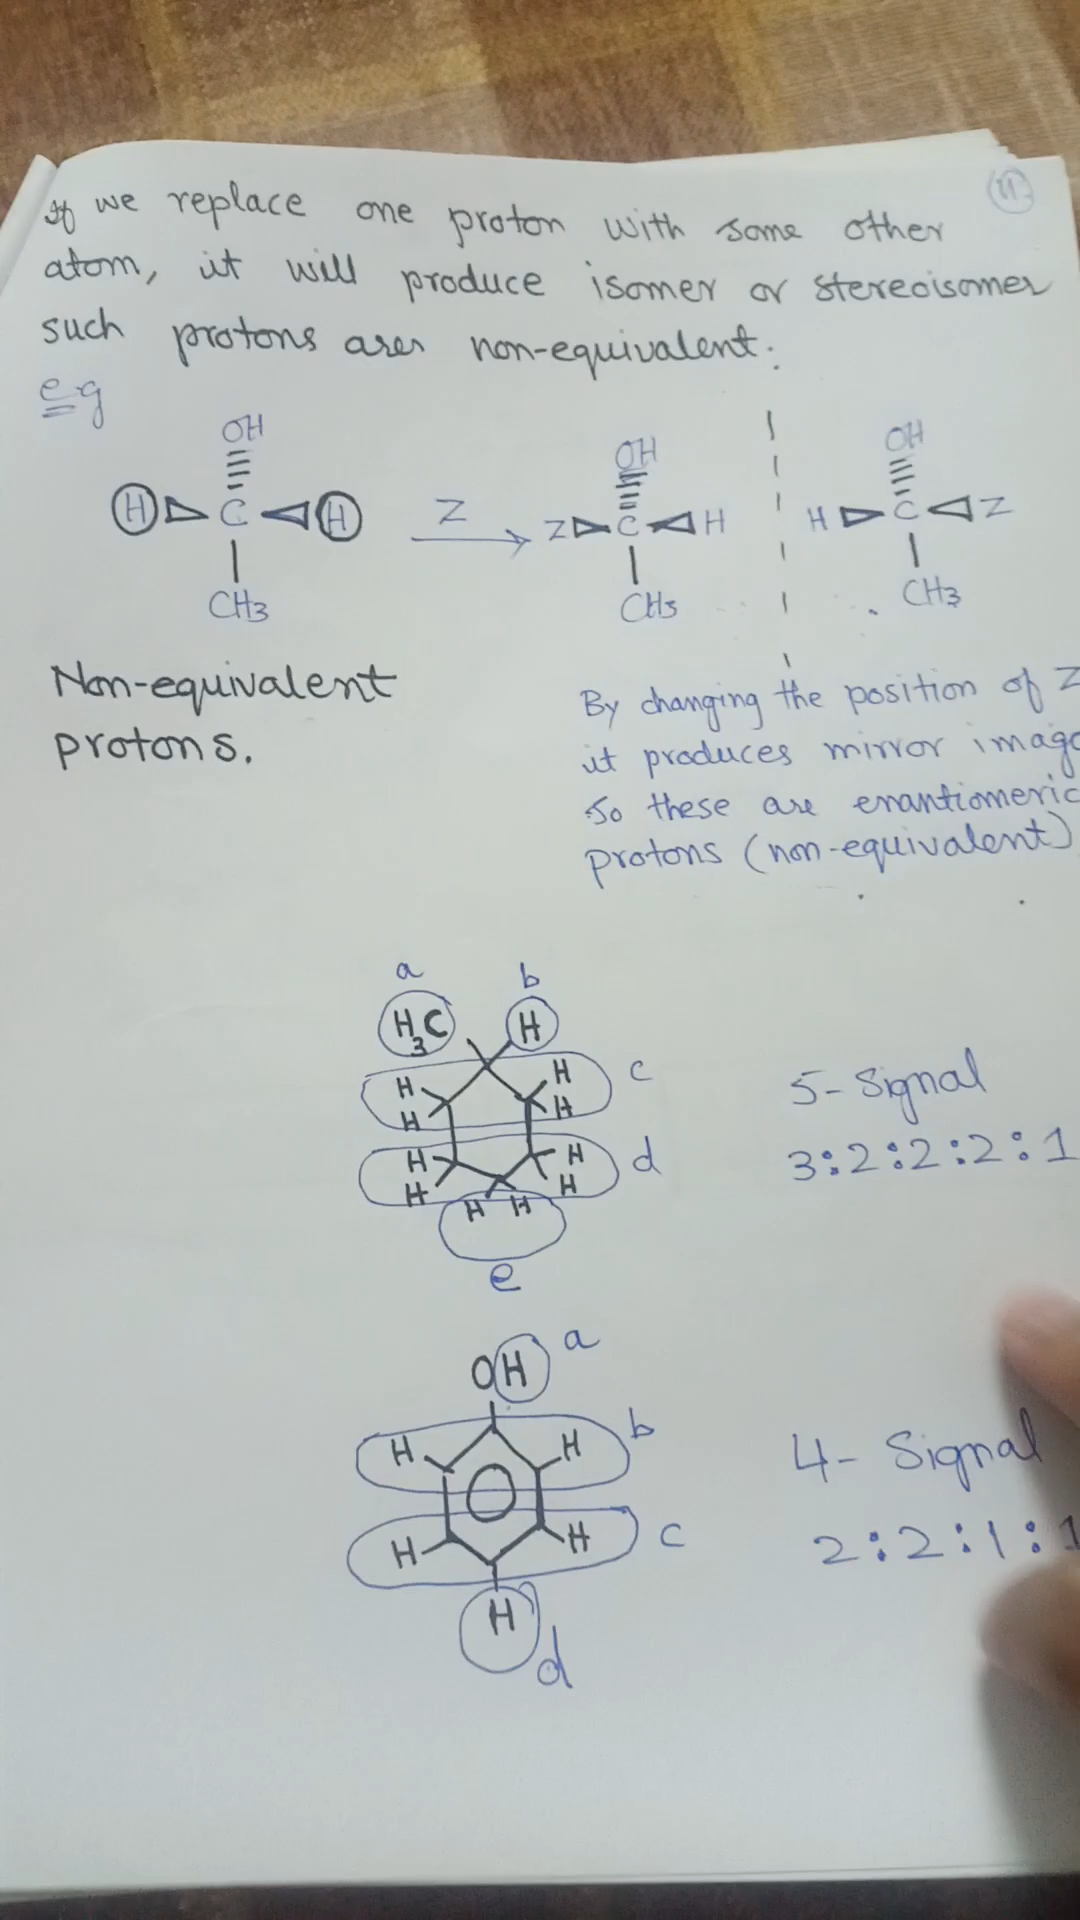 11
If we replace one proton with some other
atom, it will produce isomer or stereoisomer
such protons ares non-equivalent.
eg
OH OH OH
H C H Z Z C H H C Z
CH3 CH3 CH3
Non-equivalent
protons.
By changing the position of Z
it produces mirror image
So these are enantiomeric
protons (non-equivalent)
a b
H3C H
H H c
H H
H H d
H H
H H
e
5- Signal
3:2:2:2:1
OH a
H H b
H H c
H
d
4- Signal
2:2:1:1